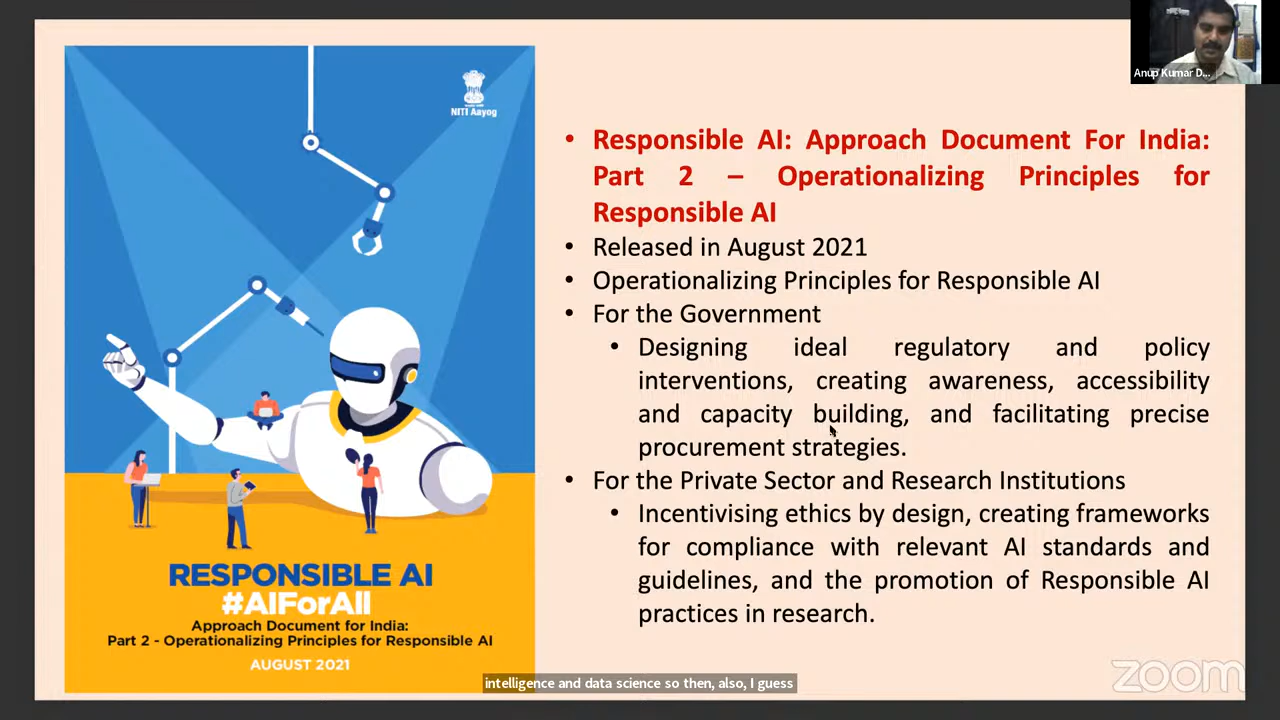 Anup Kumar D...
NITI Aayog
RESPONSIBLE AI
#AIForAll
Approach Document for India:
Part 2 - Operationalizing Principles for Responsible AI
AUGUST 2021
• Responsible AI: Approach Document For India:
Part 2 – Operationalizing Principles for
Responsible AI
• Released in August 2021
• Operationalizing Principles for Responsible AI
• For the Government
• Designing ideal regulatory and policy
interventions, creating awareness, accessibility
and capacity building, and facilitating precise
procurement strategies.
• For the Private Sector and Research Institutions
• Incentivising ethics by design, creating frameworks
for compliance with relevant AI standards and
guidelines, and the promotion of Responsible AI
practices in research.
intelligence and data science so then, also, I guess
zoom